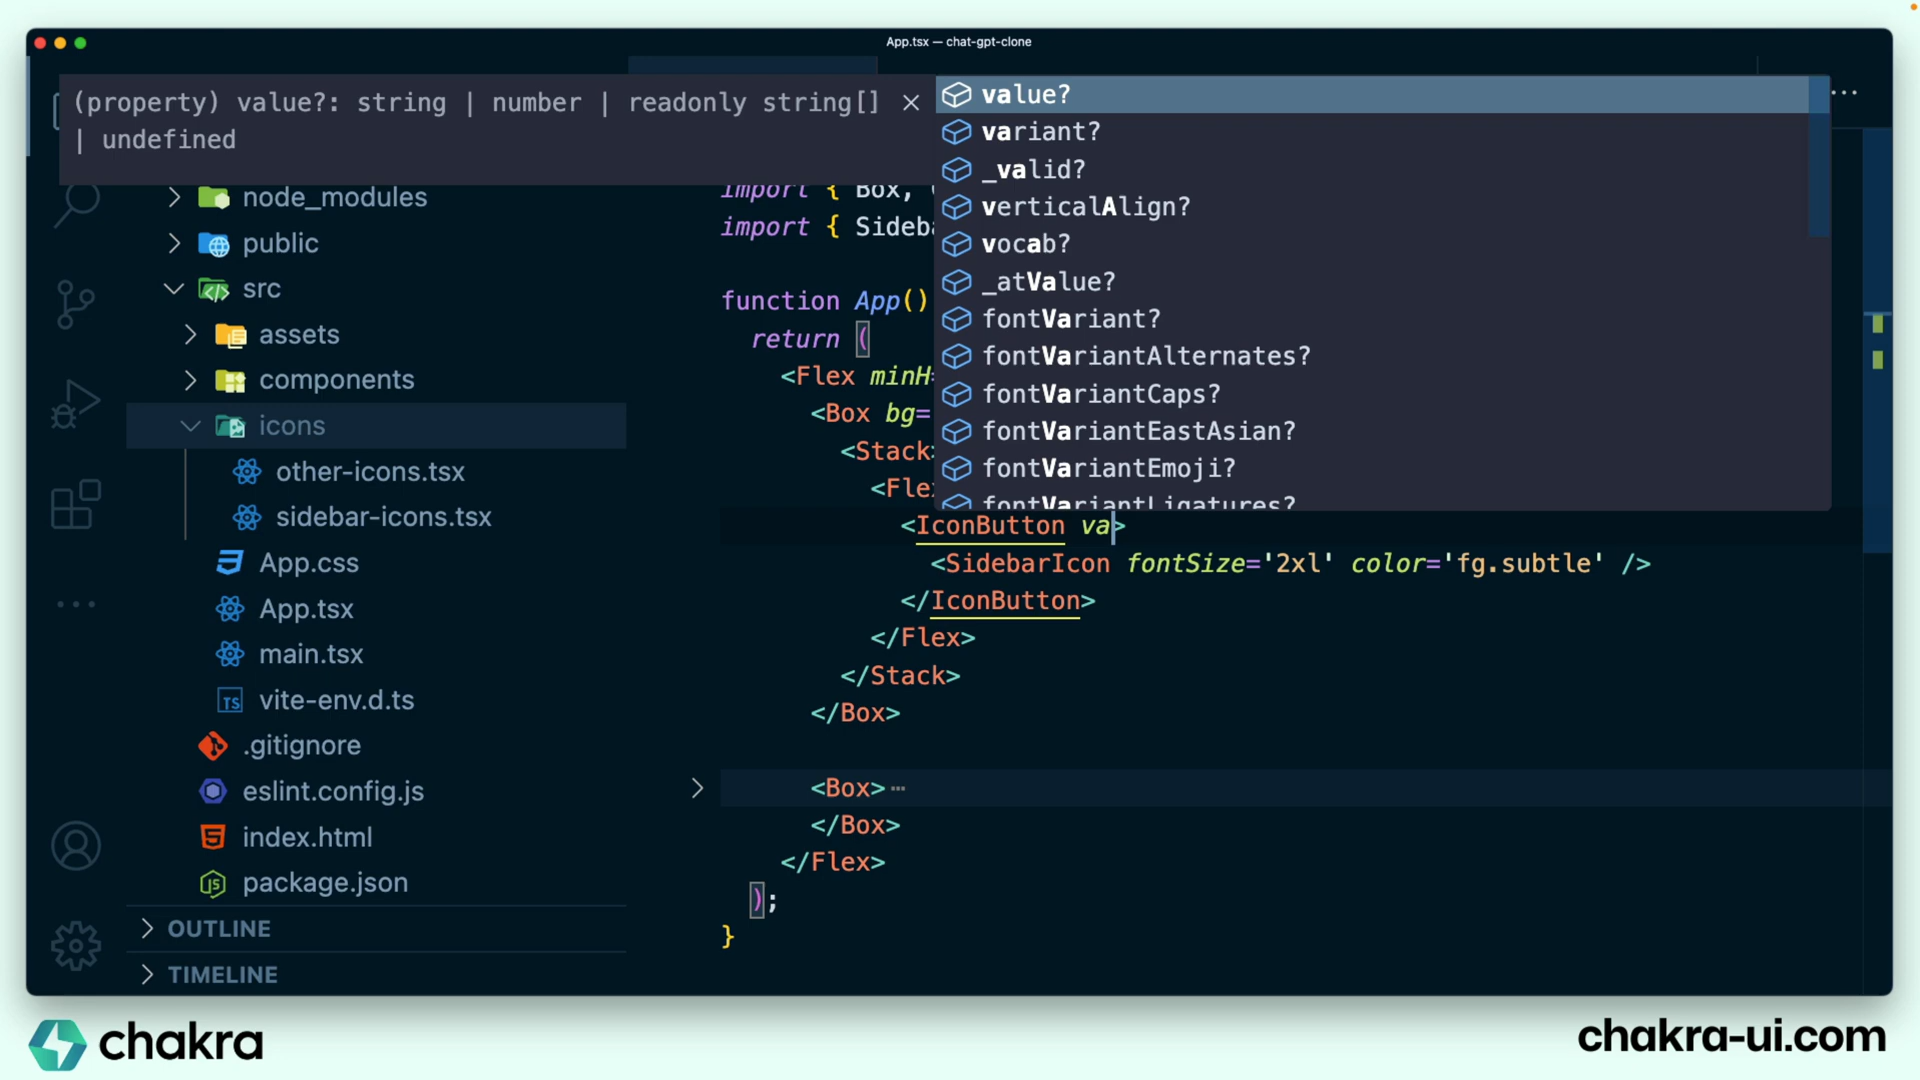 App.tsx — chat-gpt-clone
(property) value?: string | number | readonly string[]
| undefined
value?
variant?
_valid?
verticalAlign?
vocab?
_atValue?
fontVariant?
fontVariantAlternates?
fontVariantCaps?
fontVariantEastAsian?
fontVariantEmoji?
fontVariantLigatures?
node_modules
public
src
assets
components
icons
other-icons.tsx
sidebar-icons.tsx
App.css
App.tsx
main.tsx
vite-env.d.ts
.gitignore
eslint.config.js
index.html
package.json
OUTLINE
TIMELINE
import { Box,
import {
function App()
return (
<Flex
<Box bg=
<Stack>
<IconButton va>
<SidebarIcon fontSize='2xl' color='fg.subtle' />
</IconButton>
</Flex>
</Stack>
</Box>
<Box> ⋯
</Box>
</Flex>
);
}
chakra
chakra-ui.com